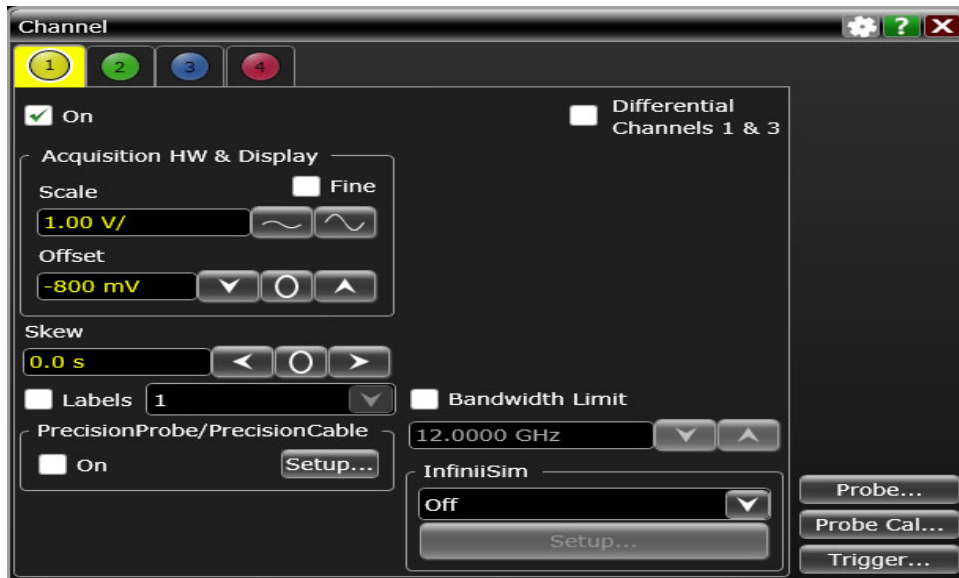 Channel
?
1 2 3 4
On
Differential
Channels 1 & 3
Acquisition HW & Display
Scale
Fine
1.00 V/
Offset
-800 mV
Skew
0.0 s
Labels 1
Bandwidth Limit
12.0000 GHz
PrecisionProbe/PrecisionCable
On
Setup...
InfiniiSim
Off
Setup...
Probe...
Probe Cal...
Trigger...